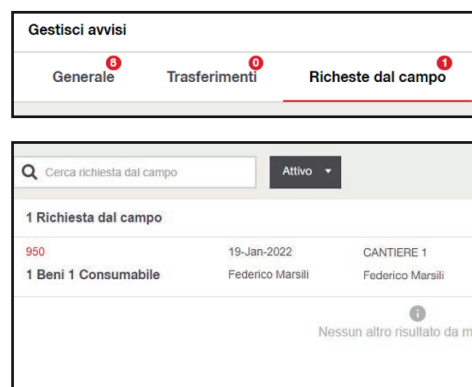 Gestisci avvisi
8 0 1
Generale Trasferimenti Richeste dal campo
Cerca richiesta dal campo Attivo
1 Richiesta dal campo
950 19-Jan-2022 CANTIERE 1
1 Beni 1 Consumabile Federico Marsili Federico Marsili
Nessun altro risultato da m